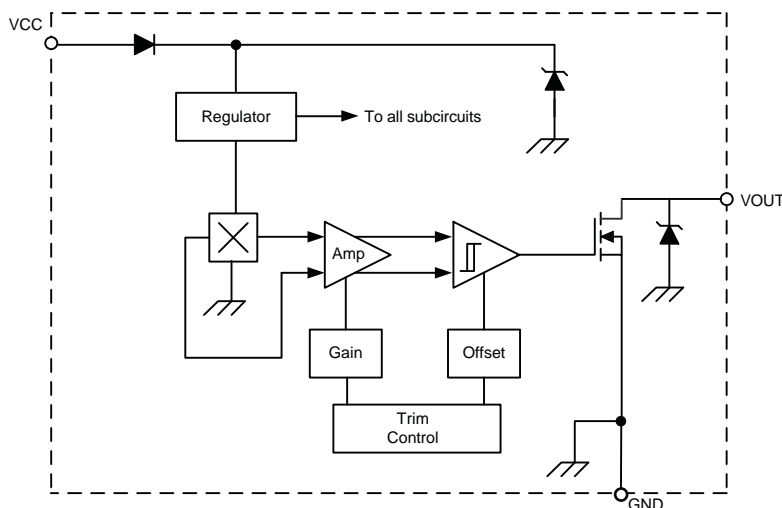 VCC
Regulator
To all subcircuits
VOUT
Amp
Gain
Offset
Trim
Control
GND